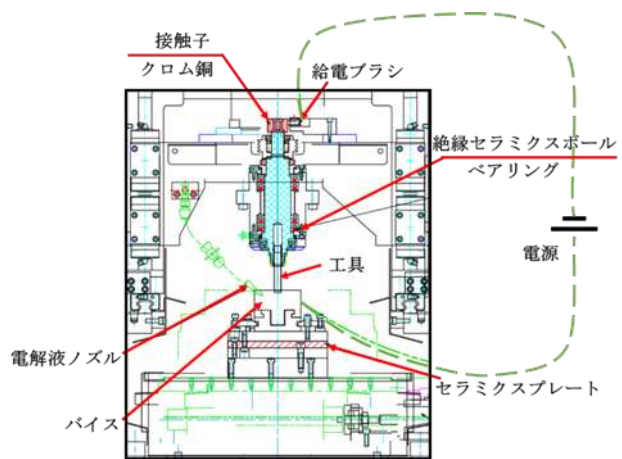 接触子
クロム銅
給電ブラシ
絶縁セラミクスボール
ベアリング
電源
工具
電解液ノズル
セラミクスプレート
バイス